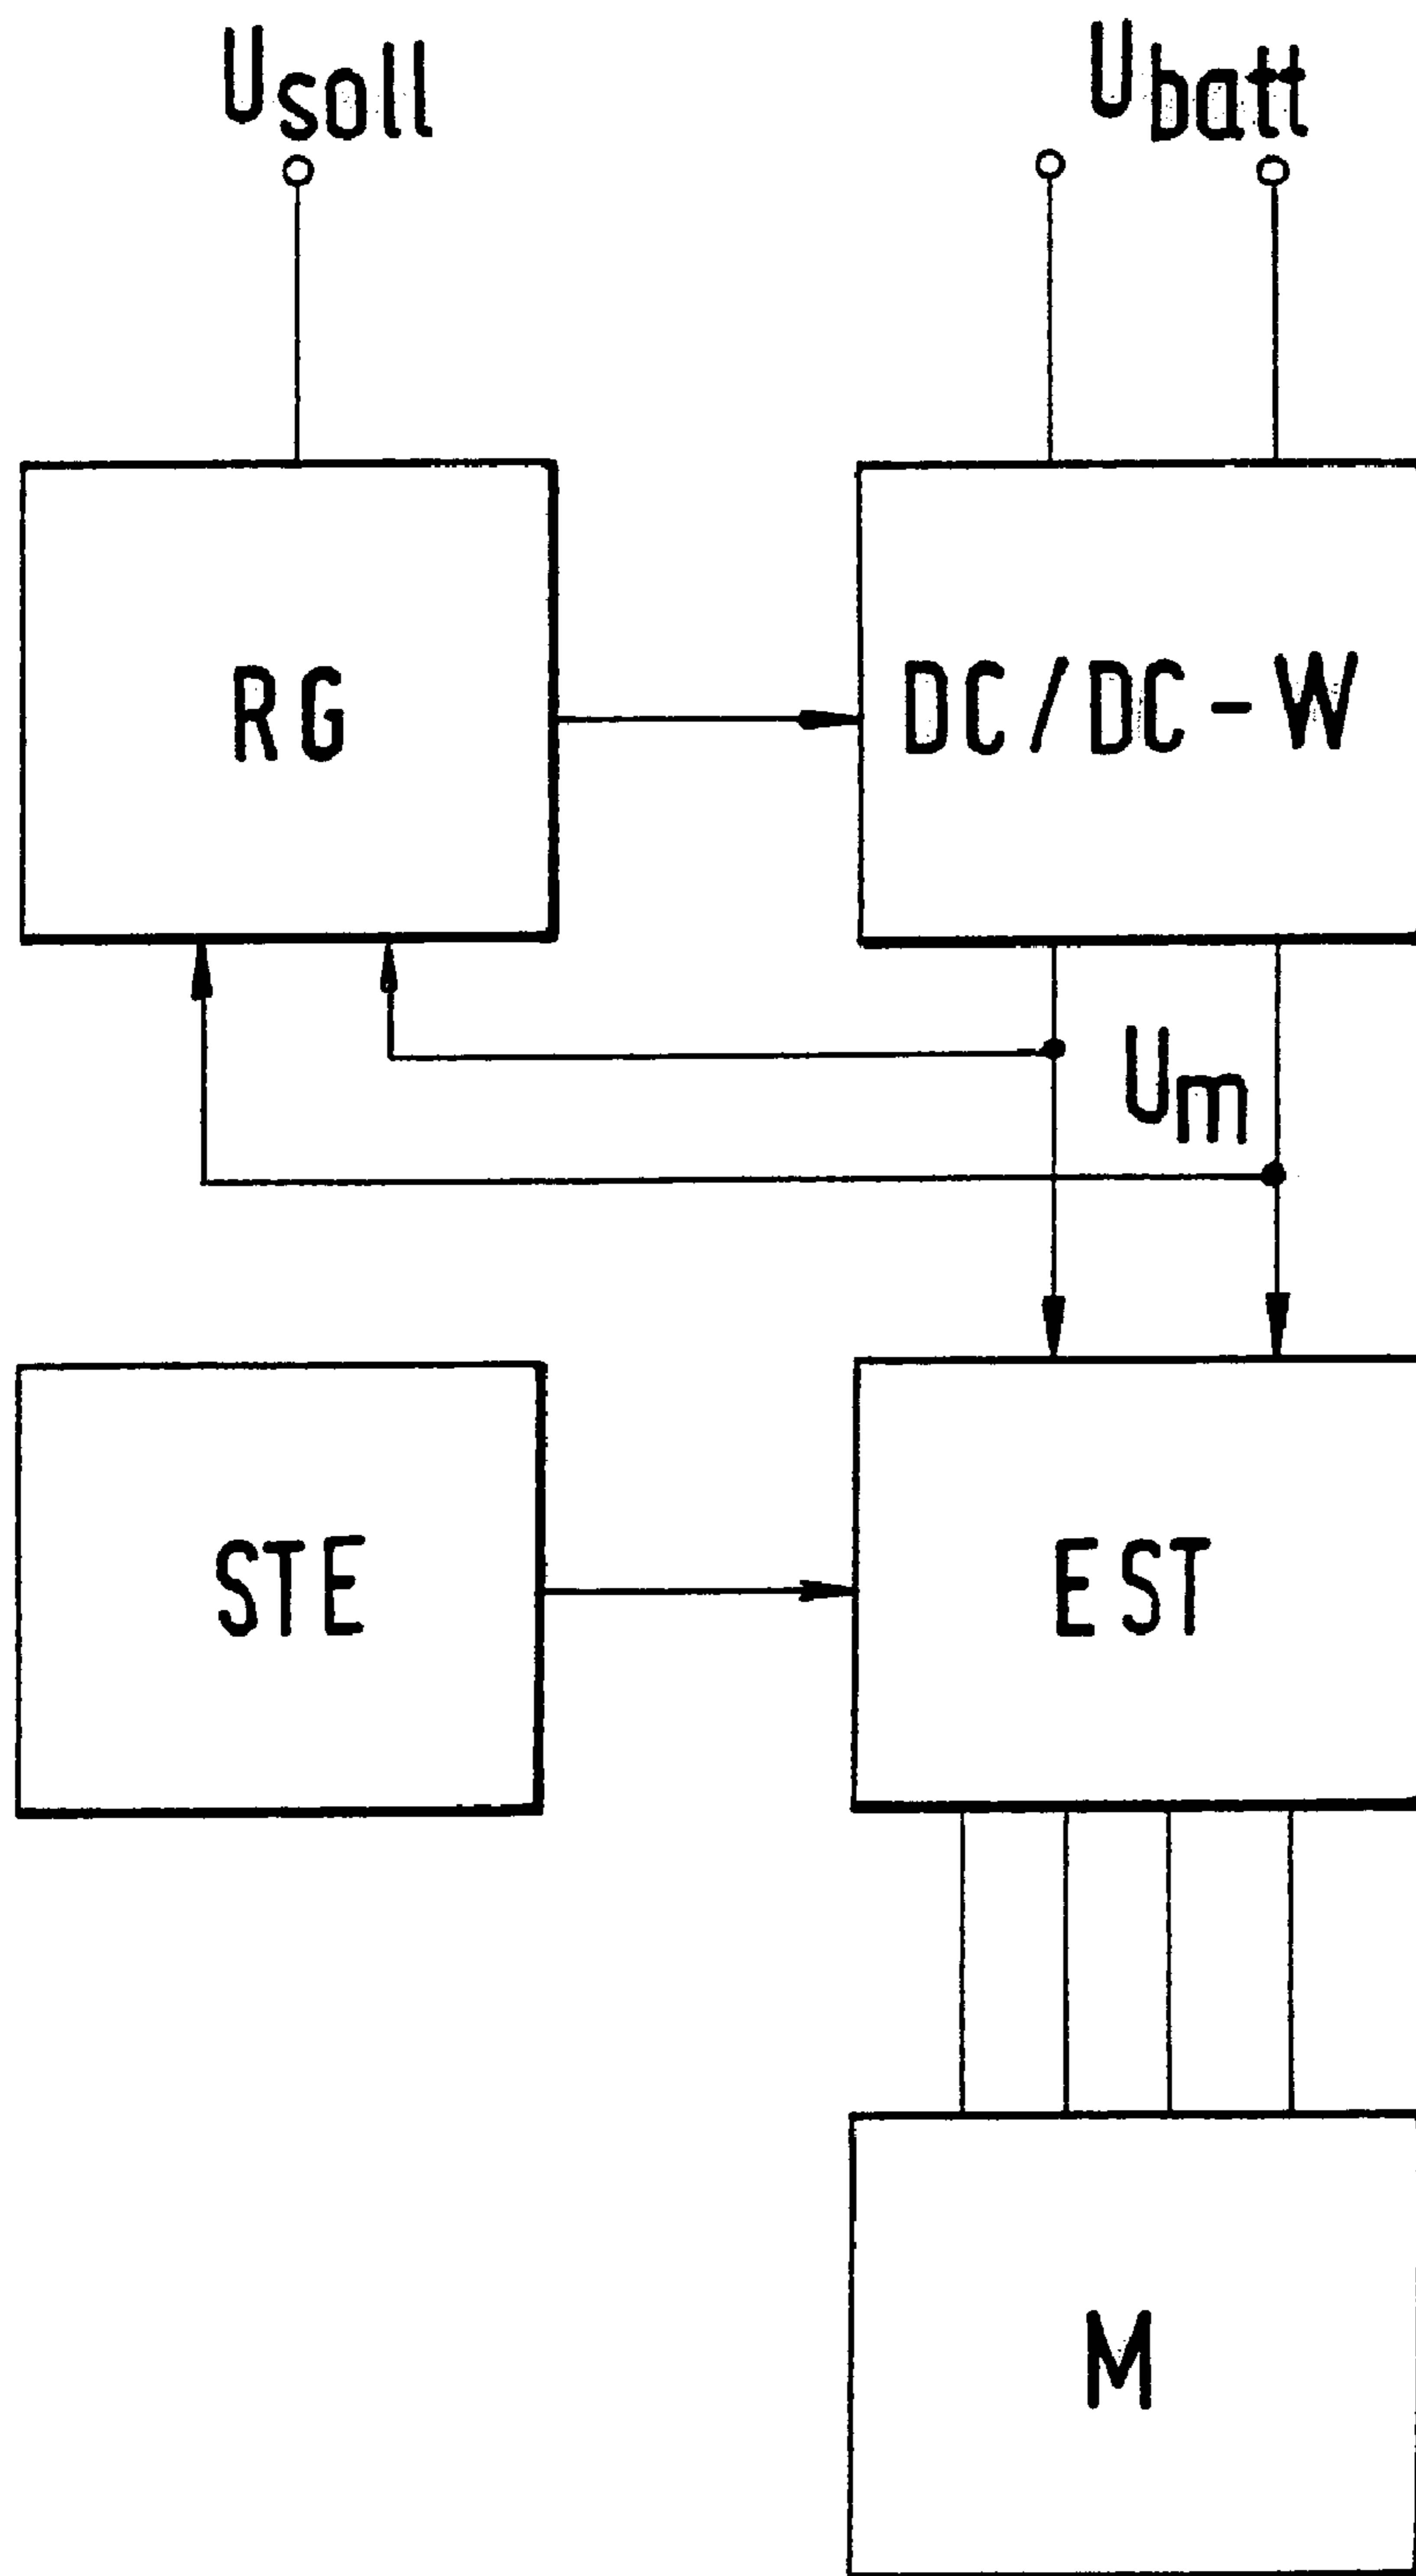 Usoll
Ubatt
RG
DC/DC-W
Um
STE
EST
M